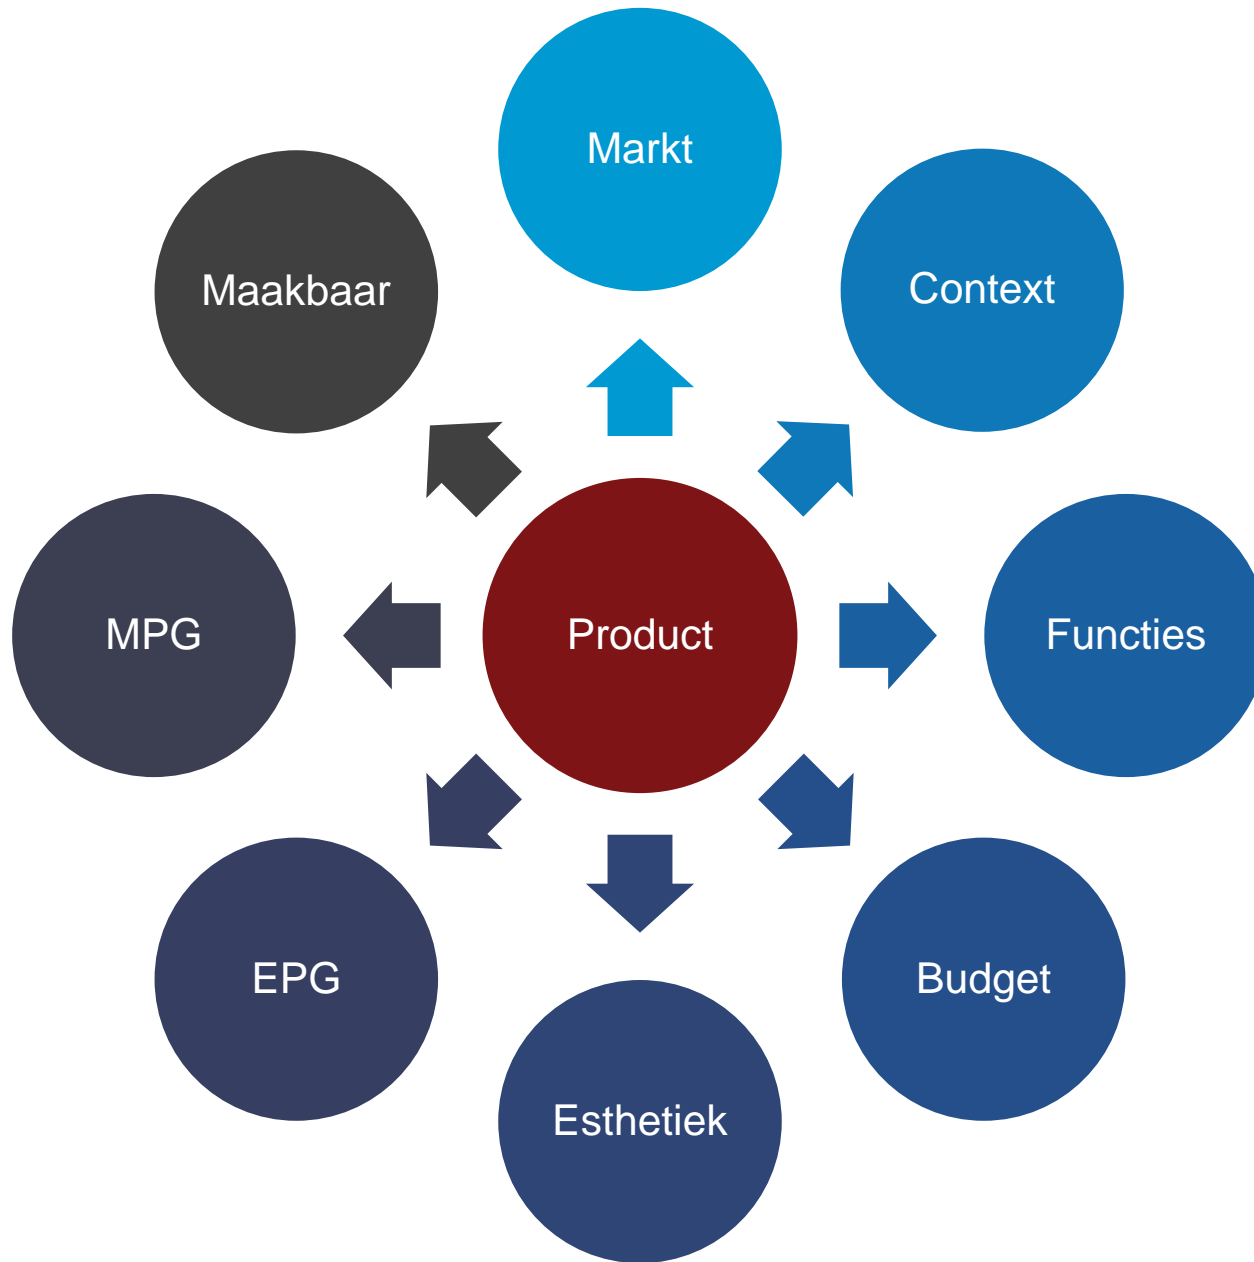 Markt
Context
Maakbaar
Functies
Product
MPG
Budget
EPG
Esthetiek